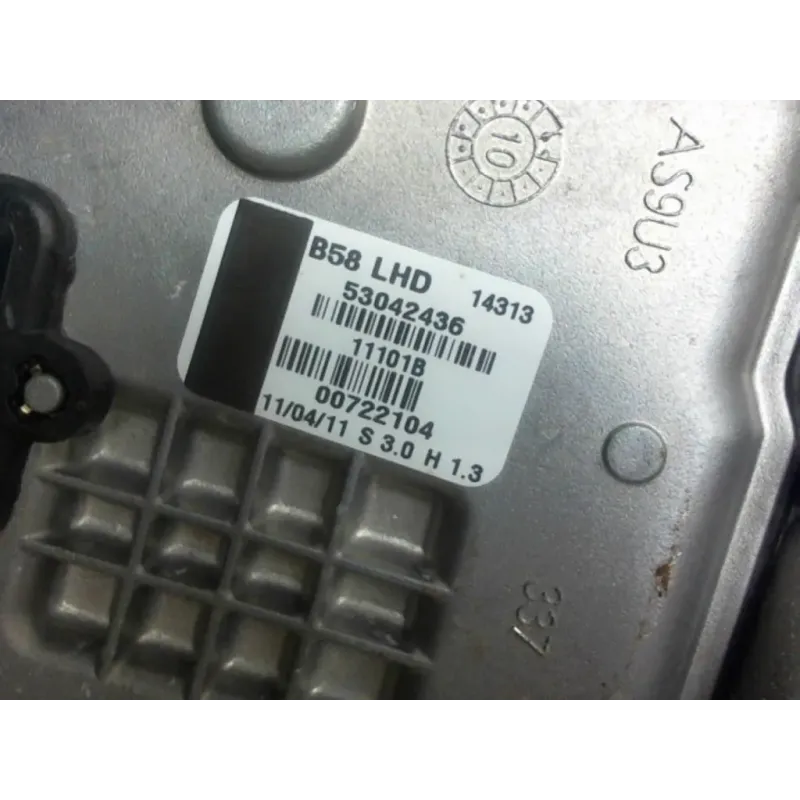 10
AS9U3
B58 LHD
14313
53042436
11101B
00722104
11/04/11 S 3.0 H 1.3
337